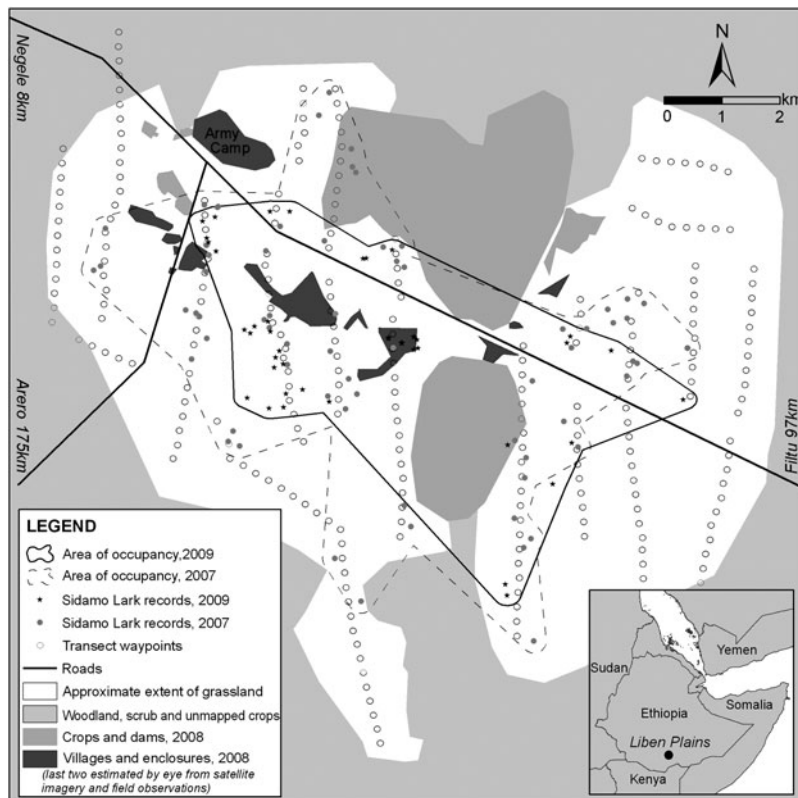 Negele 8km
N
0 1 2
km
Army
Camp
Arero 175km
Filtu 97km
LEGEND
Area of occupancy,2009
Area of occupancy, 2007
Sidamo Lark records, 2009
Sidamo Lark records, 2007
Transect waypoints
Roads
Approximate extent of grassland
Woodland, scrub and unmapped crops
Crops and dams, 2008
Villages and enclosures, 2008
(last two estimated by eye from satellite
imagery and field observations)
Yemen
Sudan
Somalia
Ethiopia
Liben Plains
Kenya